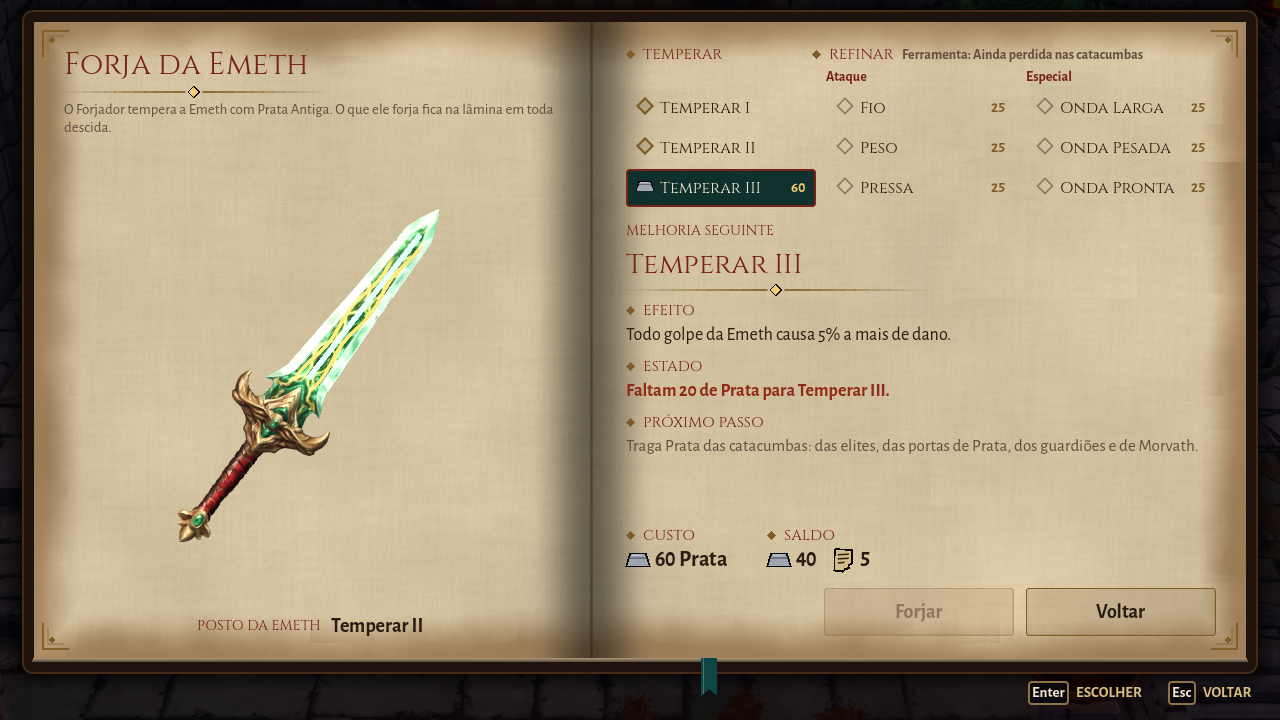 Forja da Emeth
O Forjador tempera a Emeth com Prata Antiga. O que ele forja fica na lâmina em toda
descida.
POSTO DA EMETH Temperar II
TEMPERAR
REFINAR Ferramenta: Ainda perdida nas catacumbas
Ataque Especial
TEMPERAR I FIO 25 ONDA LARGA 25
TEMPERAR II PESO 25 ONDA PESADA 25
TEMPERAR III 60 PRESSA 25 ONDA PRONTA 25
MELHORIA SEGUINTE
Temperar III
EFEITO
Todo golpe da Emeth causa 5% a mais de dano.
ESTADO
Faltam 20 de Prata para Temperar III.
PRÓXIMO PASSO
Traga Prata das catacumbas: das elites, das portas de Prata, dos guardiões e de Morvath.
CUSTO SALDO
60 Prata 40 5
Forjar Voltar
Enter ESCOLHER Esc VOLTAR